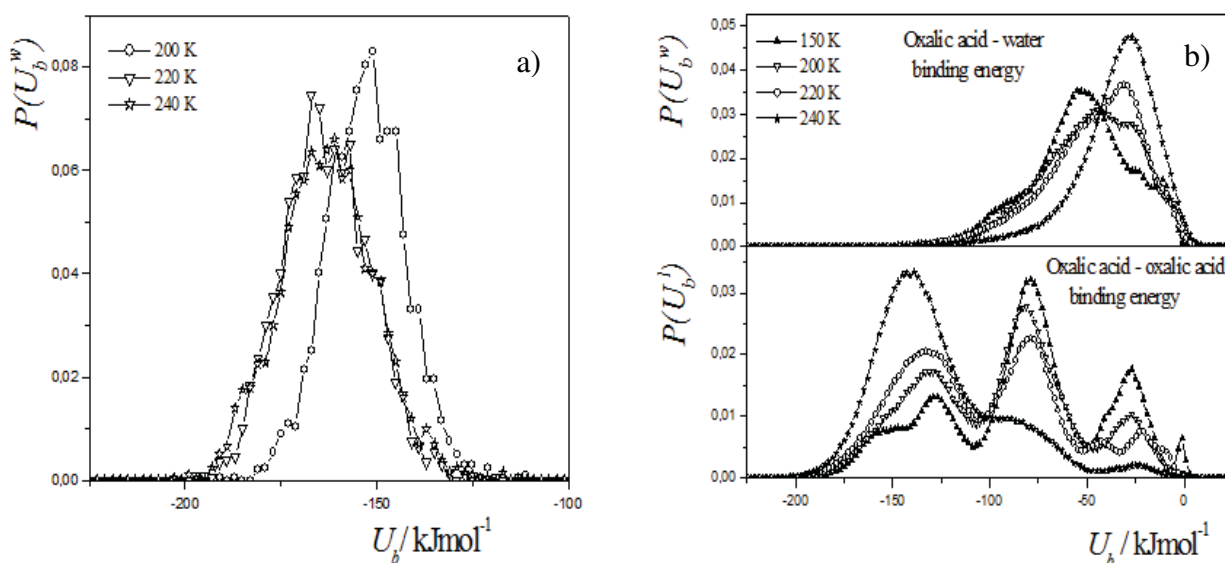 P(U_b^w)
0,08
0,06
0,04
0,02
0,00
200 K
220 K
240 K
a)
-200
-150
-100
U_b / kJmol^-1
P(U_b^w)
0,05
0,04
0,03
0,02
0,01
0,00
150 K
200 K
220 K
240 K
Oxalic acid - water
binding energy
b)
P(U_b^1)
0,03
0,02
0,01
0,00
Oxalic acid - oxalic acid
binding energy
-200
-150
-100
-50
0
U_b / kJmol^-1